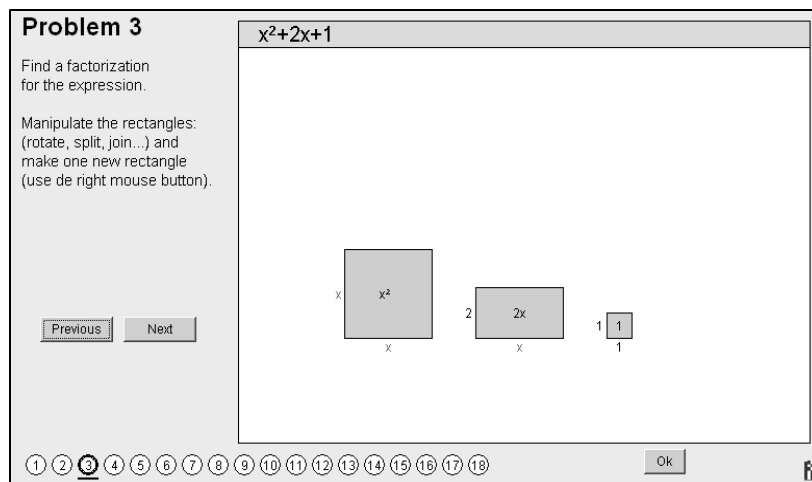 Problem 3
Find a factorization
for the expression.
Manipulate the rectangles:
(rotate, split, join...) and
make one new rectangle
(use de right mouse button).
Previous
Next
x²+2x+1
x
x²
x
2
2x
x
1
1
1
1 2 3 4 5 6 7 8 9 10 11 12 13 14 15 16 17 18
Ok